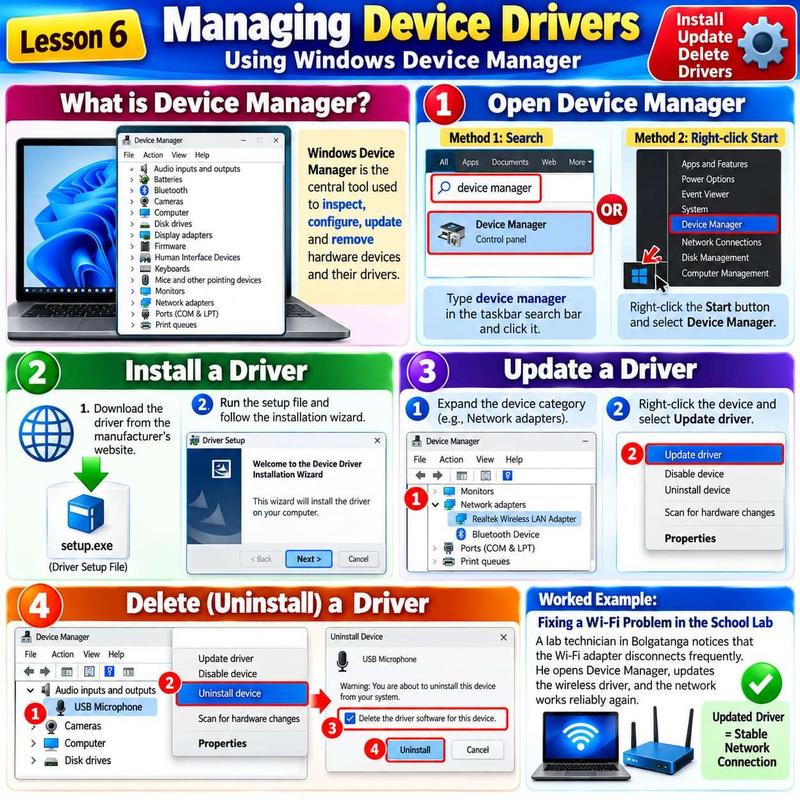 Lesson 6
Managing Device Drivers
Using Windows Device Manager
Install
Update
Delete
Drivers
What is Device Manager?
Device Manager
File Action View Help
Audio inputs and outputs
Batteries
Bluetooth
Cameras
Computer
Disk drives
Display adapters
Firmware
Human Interface Devices
Keyboards
Mice and other pointing devices
Monitors
Network adapters
Ports (COM & LPT)
Print queues
Windows Device
Manager is the
central tool used
to inspect,
configure, update
and remove
hardware devices
and their drivers.
1 Open Device Manager
Method 1: Search
All Apps Documents Web More
device manager
Device Manager
Control panel
Type device manager
in the taskbar search bar
and click it.
OR
Method 2: Right-click Start
Apps and Features
Power Options
Event Viewer
System
Device Manager
Network Connections
Disk Management
Computer Management
Right-click the Start button
and select Device Manager.
2 Install a Driver
1. Download the
driver from the
manufacturer's
website.
setup.exe
(Driver Setup File)
2. Run the setup file and
follow the installation wizard.
Driver Setup
Welcome to the Device Driver
Installation Wizard
This wizard will install the driver
on your computer.
< Back Next > Cancel
3 Update a Driver
1 Expand the device category
(e.g., Network adapters).
Device Manager
File Action View Help
1
Monitors
Network adapters
Realtek Wireless LAN Adapter
Bluetooth Device
Ports (COM & LPT)
Print queues
2 Right-click the device and
select Update driver.
2 Update driver
Disable device
Uninstall device
Scan for hardware changes
Properties
4 Delete (Uninstall) a Driver
Device Manager
File Action View Help
Audio inputs and outputs
1 USB Microphone
Cameras
Computer
Disk drives
Update driver
Disable device
2 Uninstall device
Scan for hardware changes
Properties
Uninstall Device
USB Microphone
Warning: You are about to uninstall this device
from your system.
3 Delete the driver software for this device.
4 Uninstall Cancel
Worked Example:
Fixing a Wi-Fi Problem in the School Lab
A lab technician in Bolgatanga notices that
the Wi-Fi adapter disconnects frequently.
He opens Device Manager, updates
the wireless driver, and the network
works reliably again.
Updated Driver
= Stable
Network
Connection